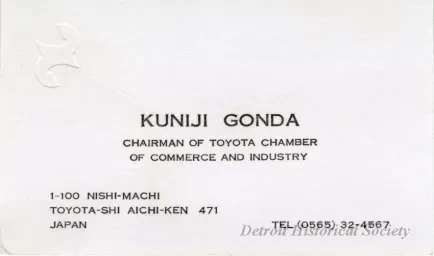 KUNIJI GONDA
CHAIRMAN OF TOYOTA CHAMBER
OF COMMERCE AND INDUSTRY
1-100 NISHI-MACHI
TOYOTA-SHI AICHI-KEN 471
JAPAN
TEL (0565) 32-4567
Detroit Historical Society